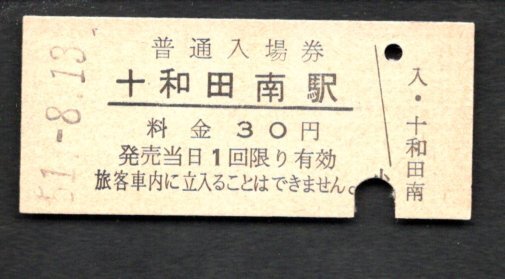 普通入場券
十和田南駅
料金 30円
発売当日1回限り有効
旅客車内に立入ることはできません。
小
入・十和田南
51.-8.13